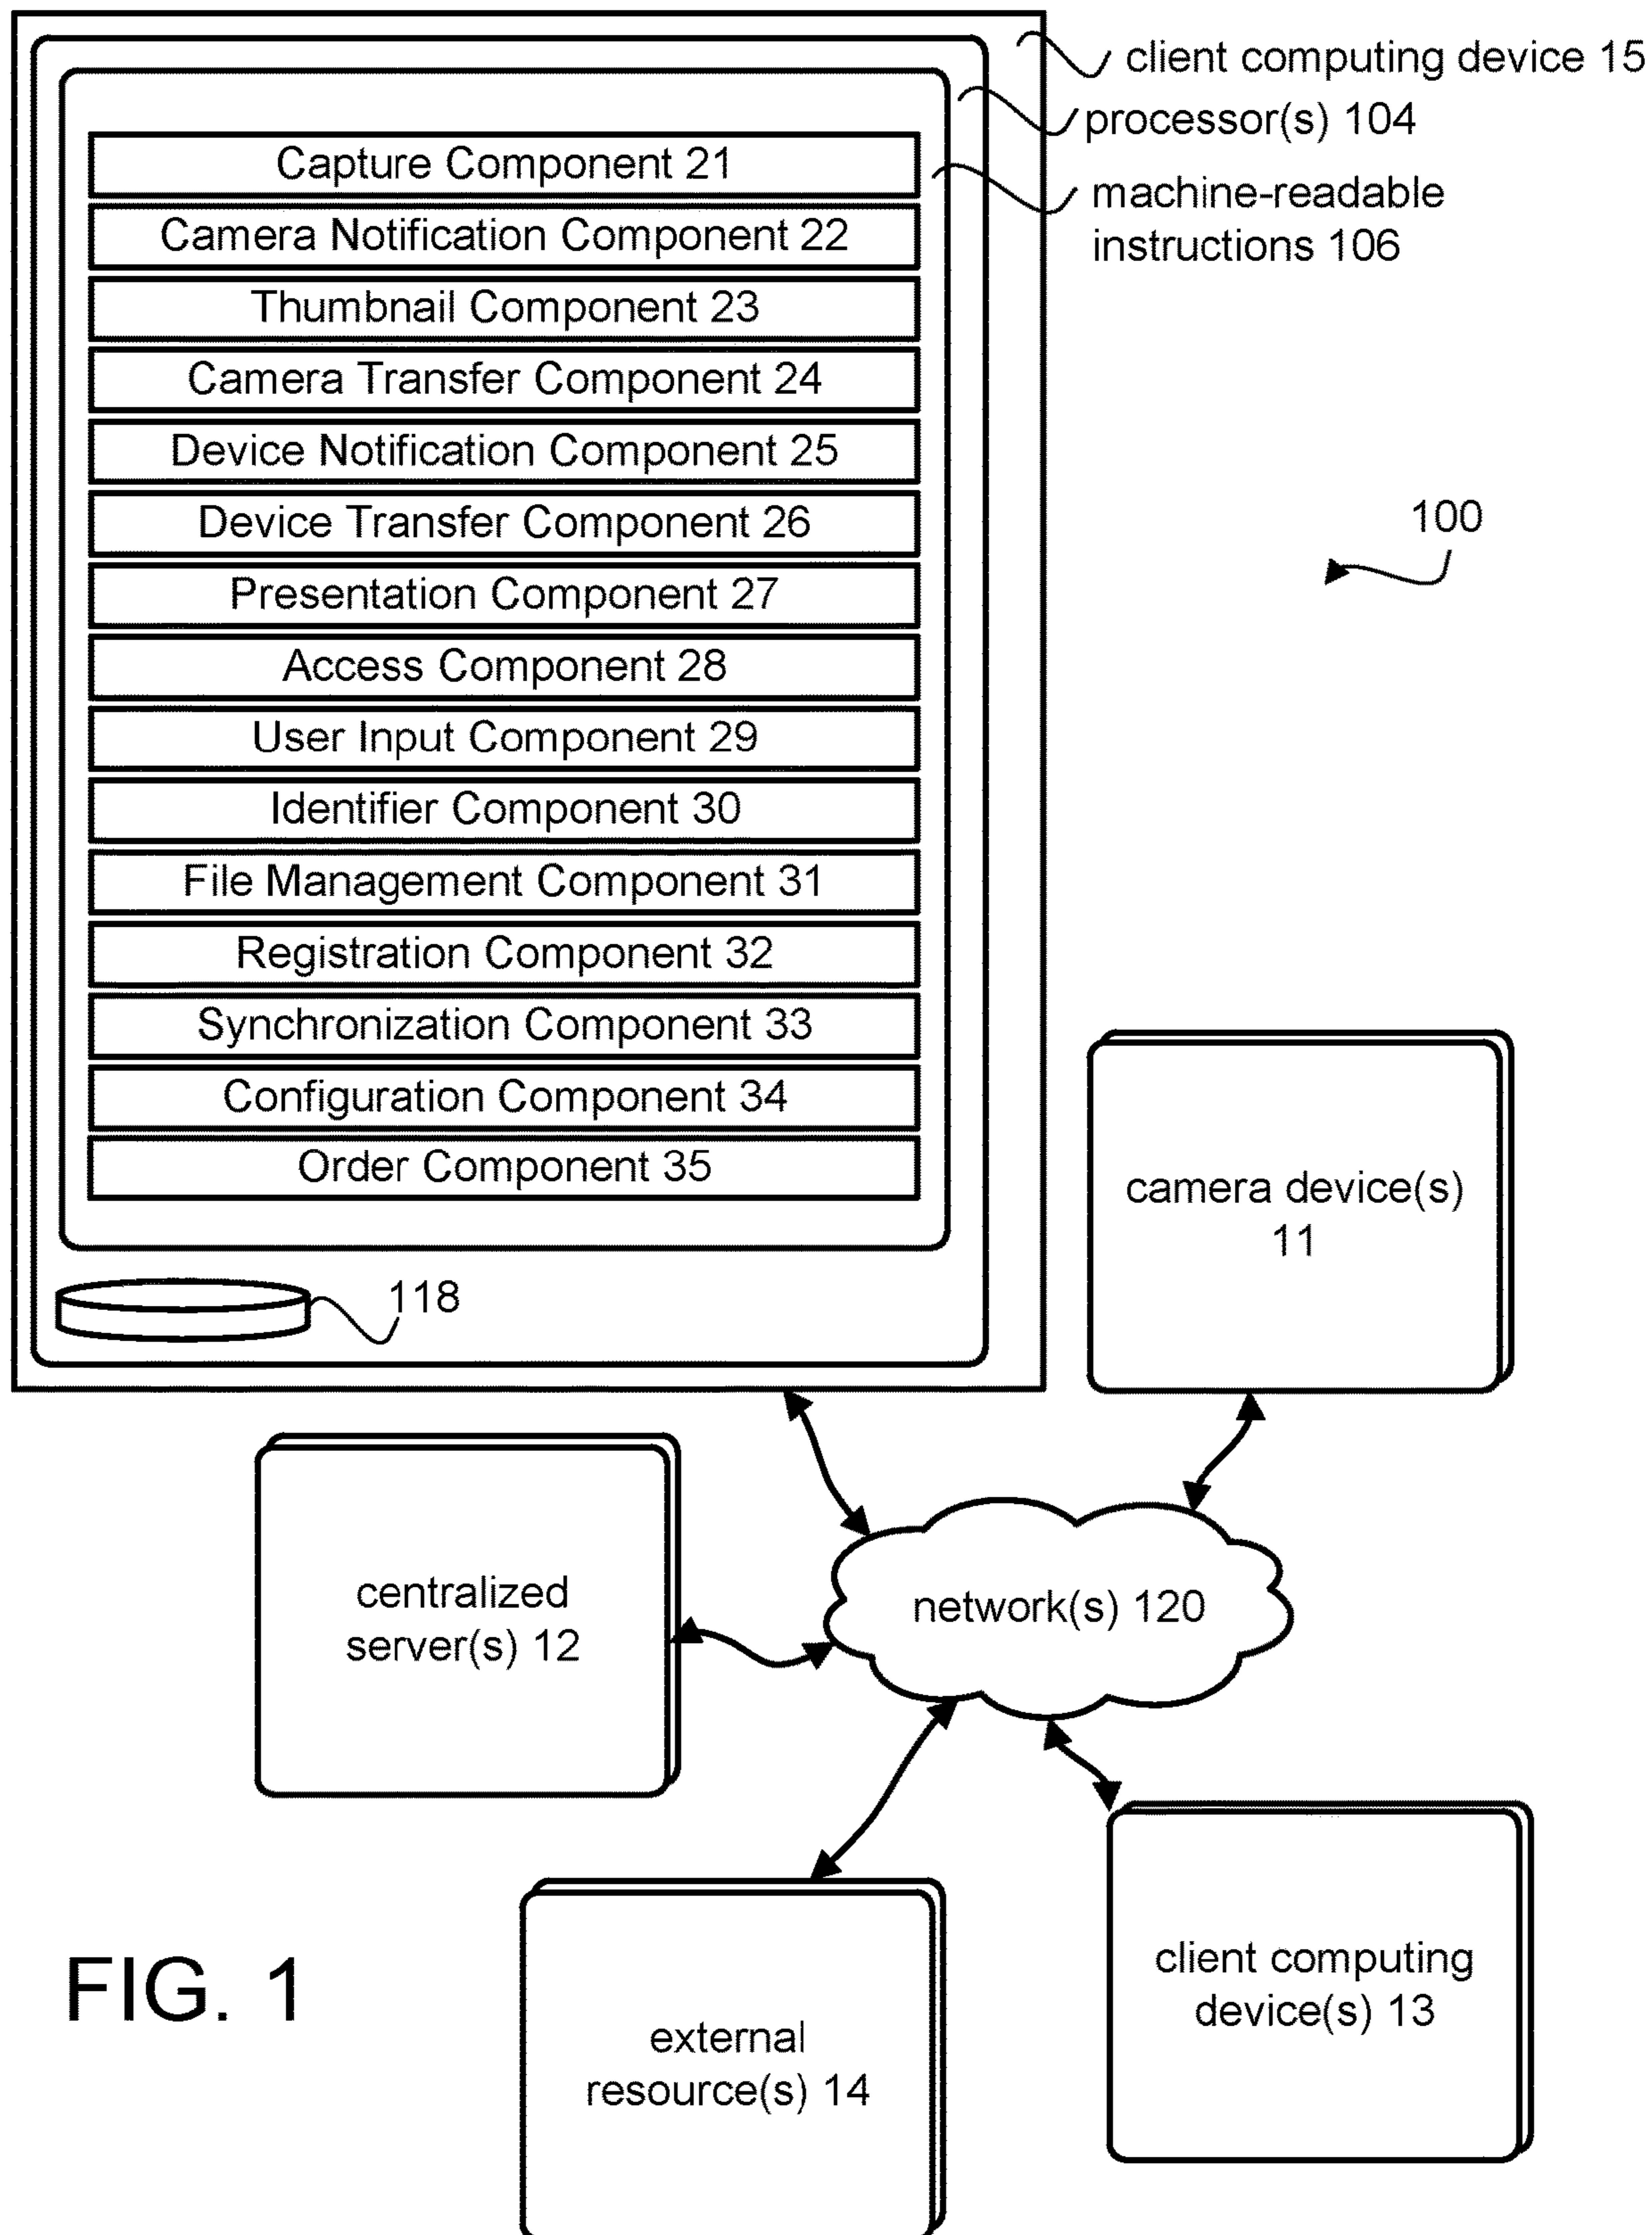 client computing device 15
processor(s) 104
machine-readable
instructions 106
Capture Component 21
Camera Notification Component 22
Thumbnail Component 23
Camera Transfer Component 24
Device Notification Component 25
Device Transfer Component 26
Presentation Component 27
Access Component 28
User Input Component 29
Identifier Component 30
File Management Component 31
Registration Component 32
Synchronization Component 33
Configuration Component 34
Order Component 35
100
118
camera device(s)
11
centralized
server(s) 12
network(s) 120
client computing
device(s) 13
external
resource(s) 14
FIG. 1